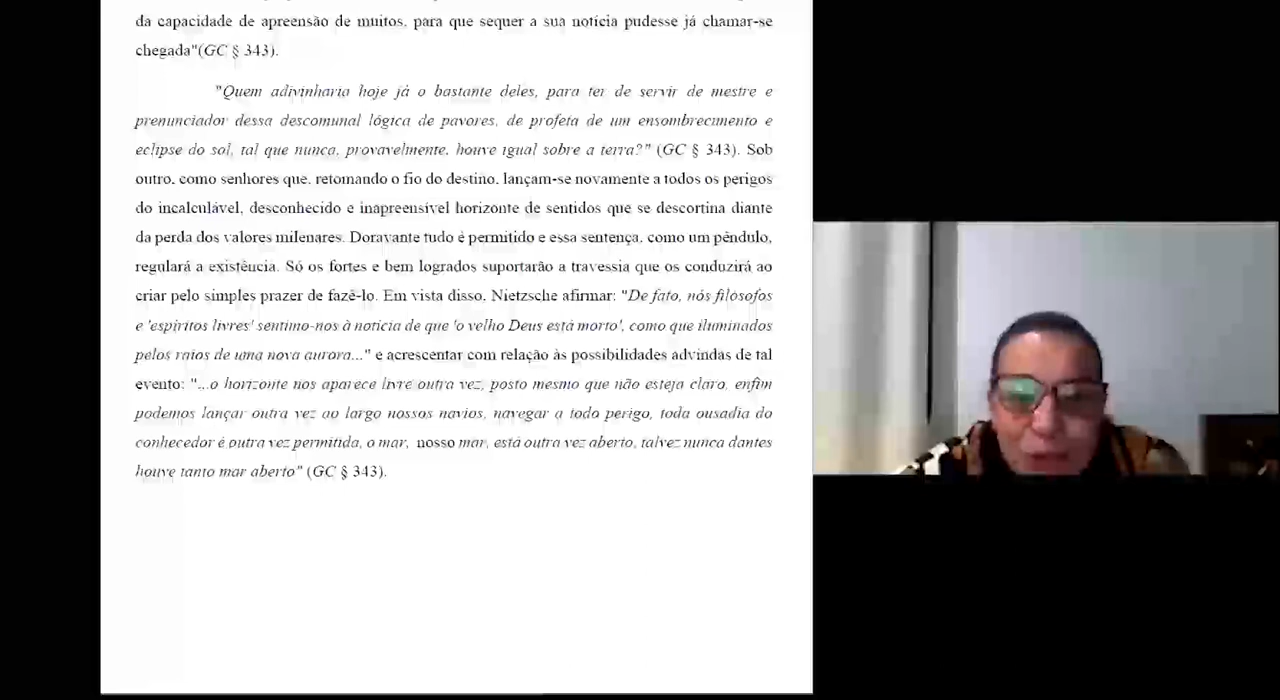 da capacidade de apreensão de muitos, para que sequer a sua notícia pudesse já chamar-se
chegada"(GC § 343).
"Quem adivinharia hoje já o bastante deles, para ter de servir de mestre e
prenunciador dessa descomunal lógica de pavores, de profeta de um ensombrecimento e
eclipse do sol, tal que nunca, provavelmente, houve igual sobre a terra?" (GC § 343). Sob
outro, como senhores que, retomando o fio do destino, lançam-se novamente a todos os perigos
do incalculável, desconhecido e inapreensível horizonte de sentidos que se descortina diante
da perda dos valores milenares. Doravante tudo é permitido e essa sentença, como um pêndulo,
regulará a existência. Só os fortes e bem logrados suportarão a travessia que os conduzirá ao
criar pelo simples prazer de fazê-lo. Em vista disso, Nietzsche afirmar: "De fato, nós filósofos
e 'espíritos livres' sentimo-nos à notícia de que 'o velho Deus está morto', como que iluminados
pelos raios de uma nova aurora..." e acrescentar com relação às possibilidades advindas de tal
evento: "...o horizonte nos aparece livre outra vez, posto mesmo que não esteja claro, enfim
podemos lançar outra vez ao largo nossos navios, navegar a todo perigo, toda ousadia do
conhecedor é outra vez permitida, o mar, nosso mar, está outra vez aberto, talvez nunca dantes
houve tanto mar aberto" (GC § 343).